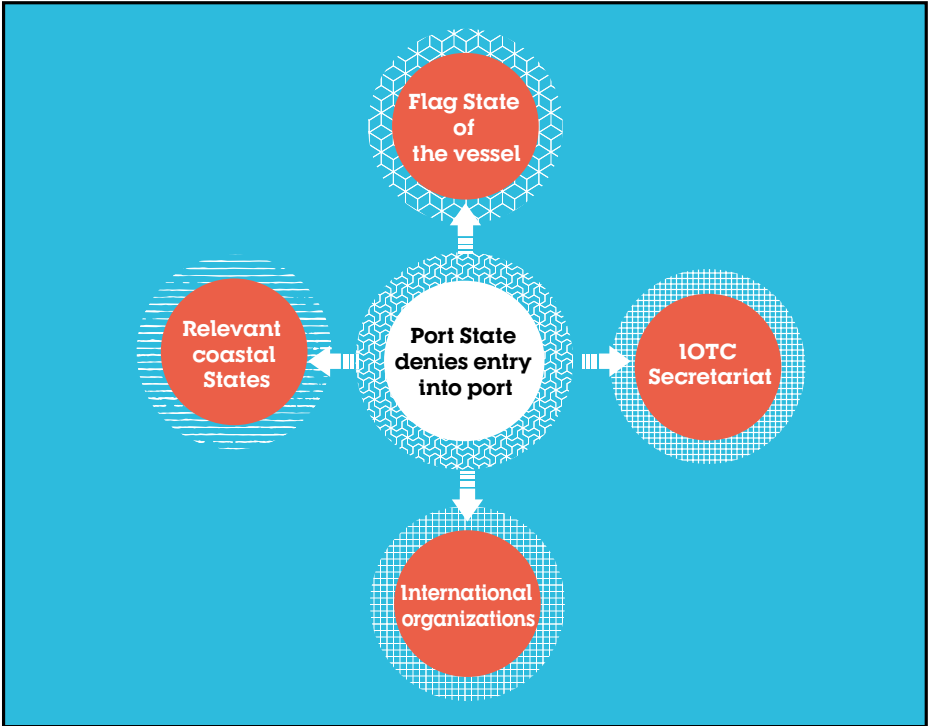 Flag State
of
the vessel
Relevant
coastal
States
Port State
denies entry
into port
IOTC
Secretariat
International
organizations